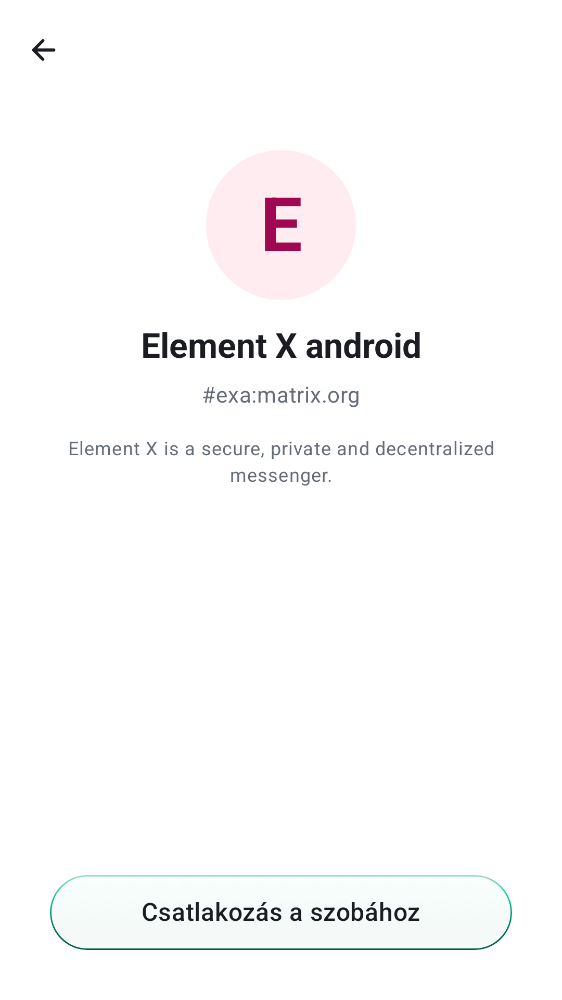 E
Element X android
#exa:matrix.org
Element X is a secure, private and decentralized
messenger.
Csatlakozás a szobához